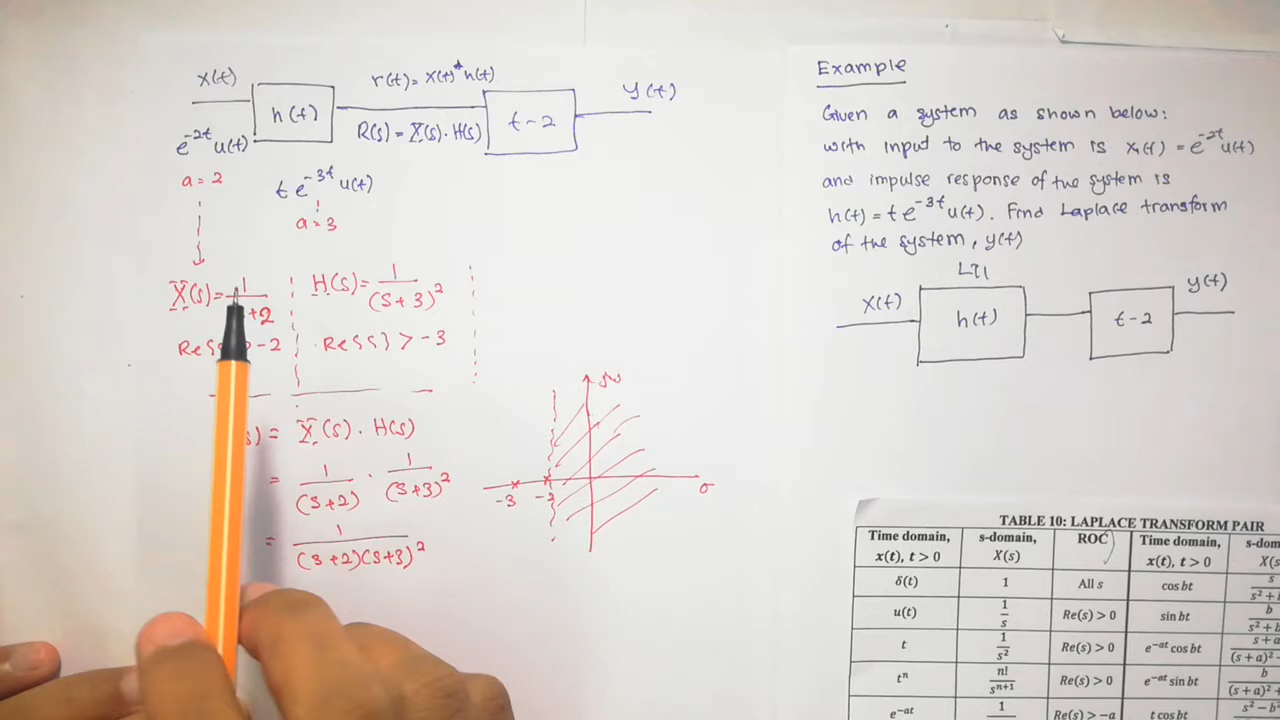 x(t)
h(t)
r(t) = x(t) * h(t)
R(s) = X(s) . H(s)
t-2
y(t)
e^-2t u(t)
a = 2
t e^-3t u(t)
a = 3
X(s) = 1
+2
H(s) = 1/(s+3)^2
-2
Re{s} > -3
= X(s) . H(s)
= 1/(s+2) . 1/(s+3)^2
= 1/((s+2)(s+3)^2)
jω
σ
-3
-2
Example
Given a system as shown below:
with input to the system is x(t) = e^-2t u(t)
and impulse response of the system is
h(t) = t e^-3t u(t). Find Laplace transform
of the system, y(t)
LTI
x(t)
h(t)
t-2
y(t)
TABLE 10: LAPLACE TRANSFORM PAIR
Time domain, x(t), t > 0 s-domain X(s) ROC Time domain, x(t), t > 0 X(s
δ(t) 1 All s cos bt
u(t) 1/s Re(s) > 0 sin bt
t 1/s^2 Re(s) > 0 e^-at cos bt
t^n n!/s^n+1 Re(s) > 0 e^-at sin bt
e^-at 1 Re(s) > -a t cos bt